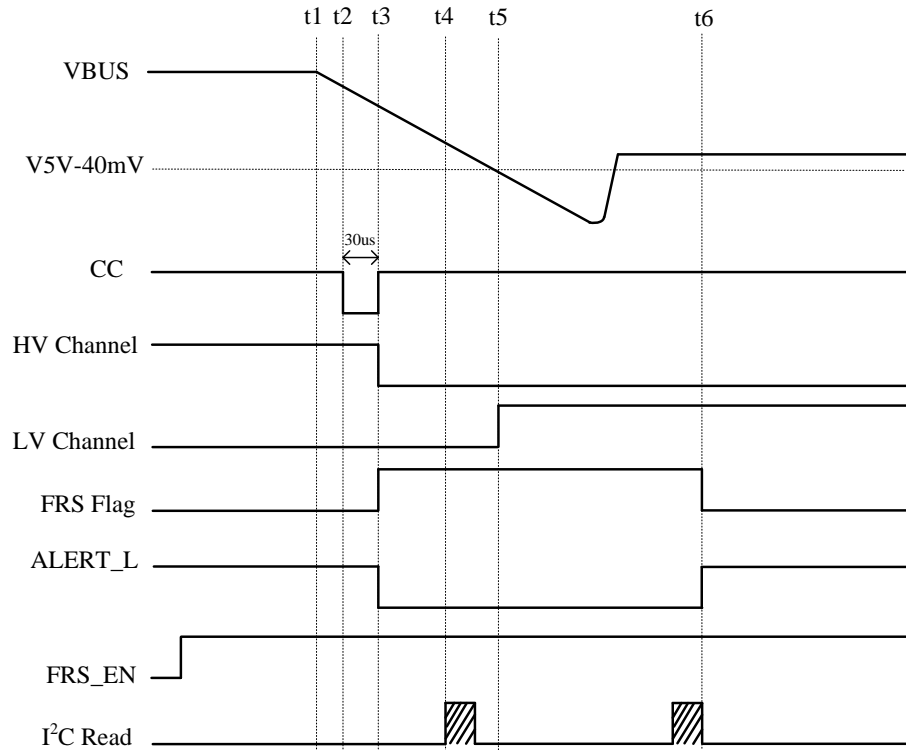 t1 t2 t3 t4 t5 t6
VBUS
V5V-40mV
30us
CC
HV Channel
LV Channel
FRS Flag
ALERT_L
FRS_EN
I²C Read